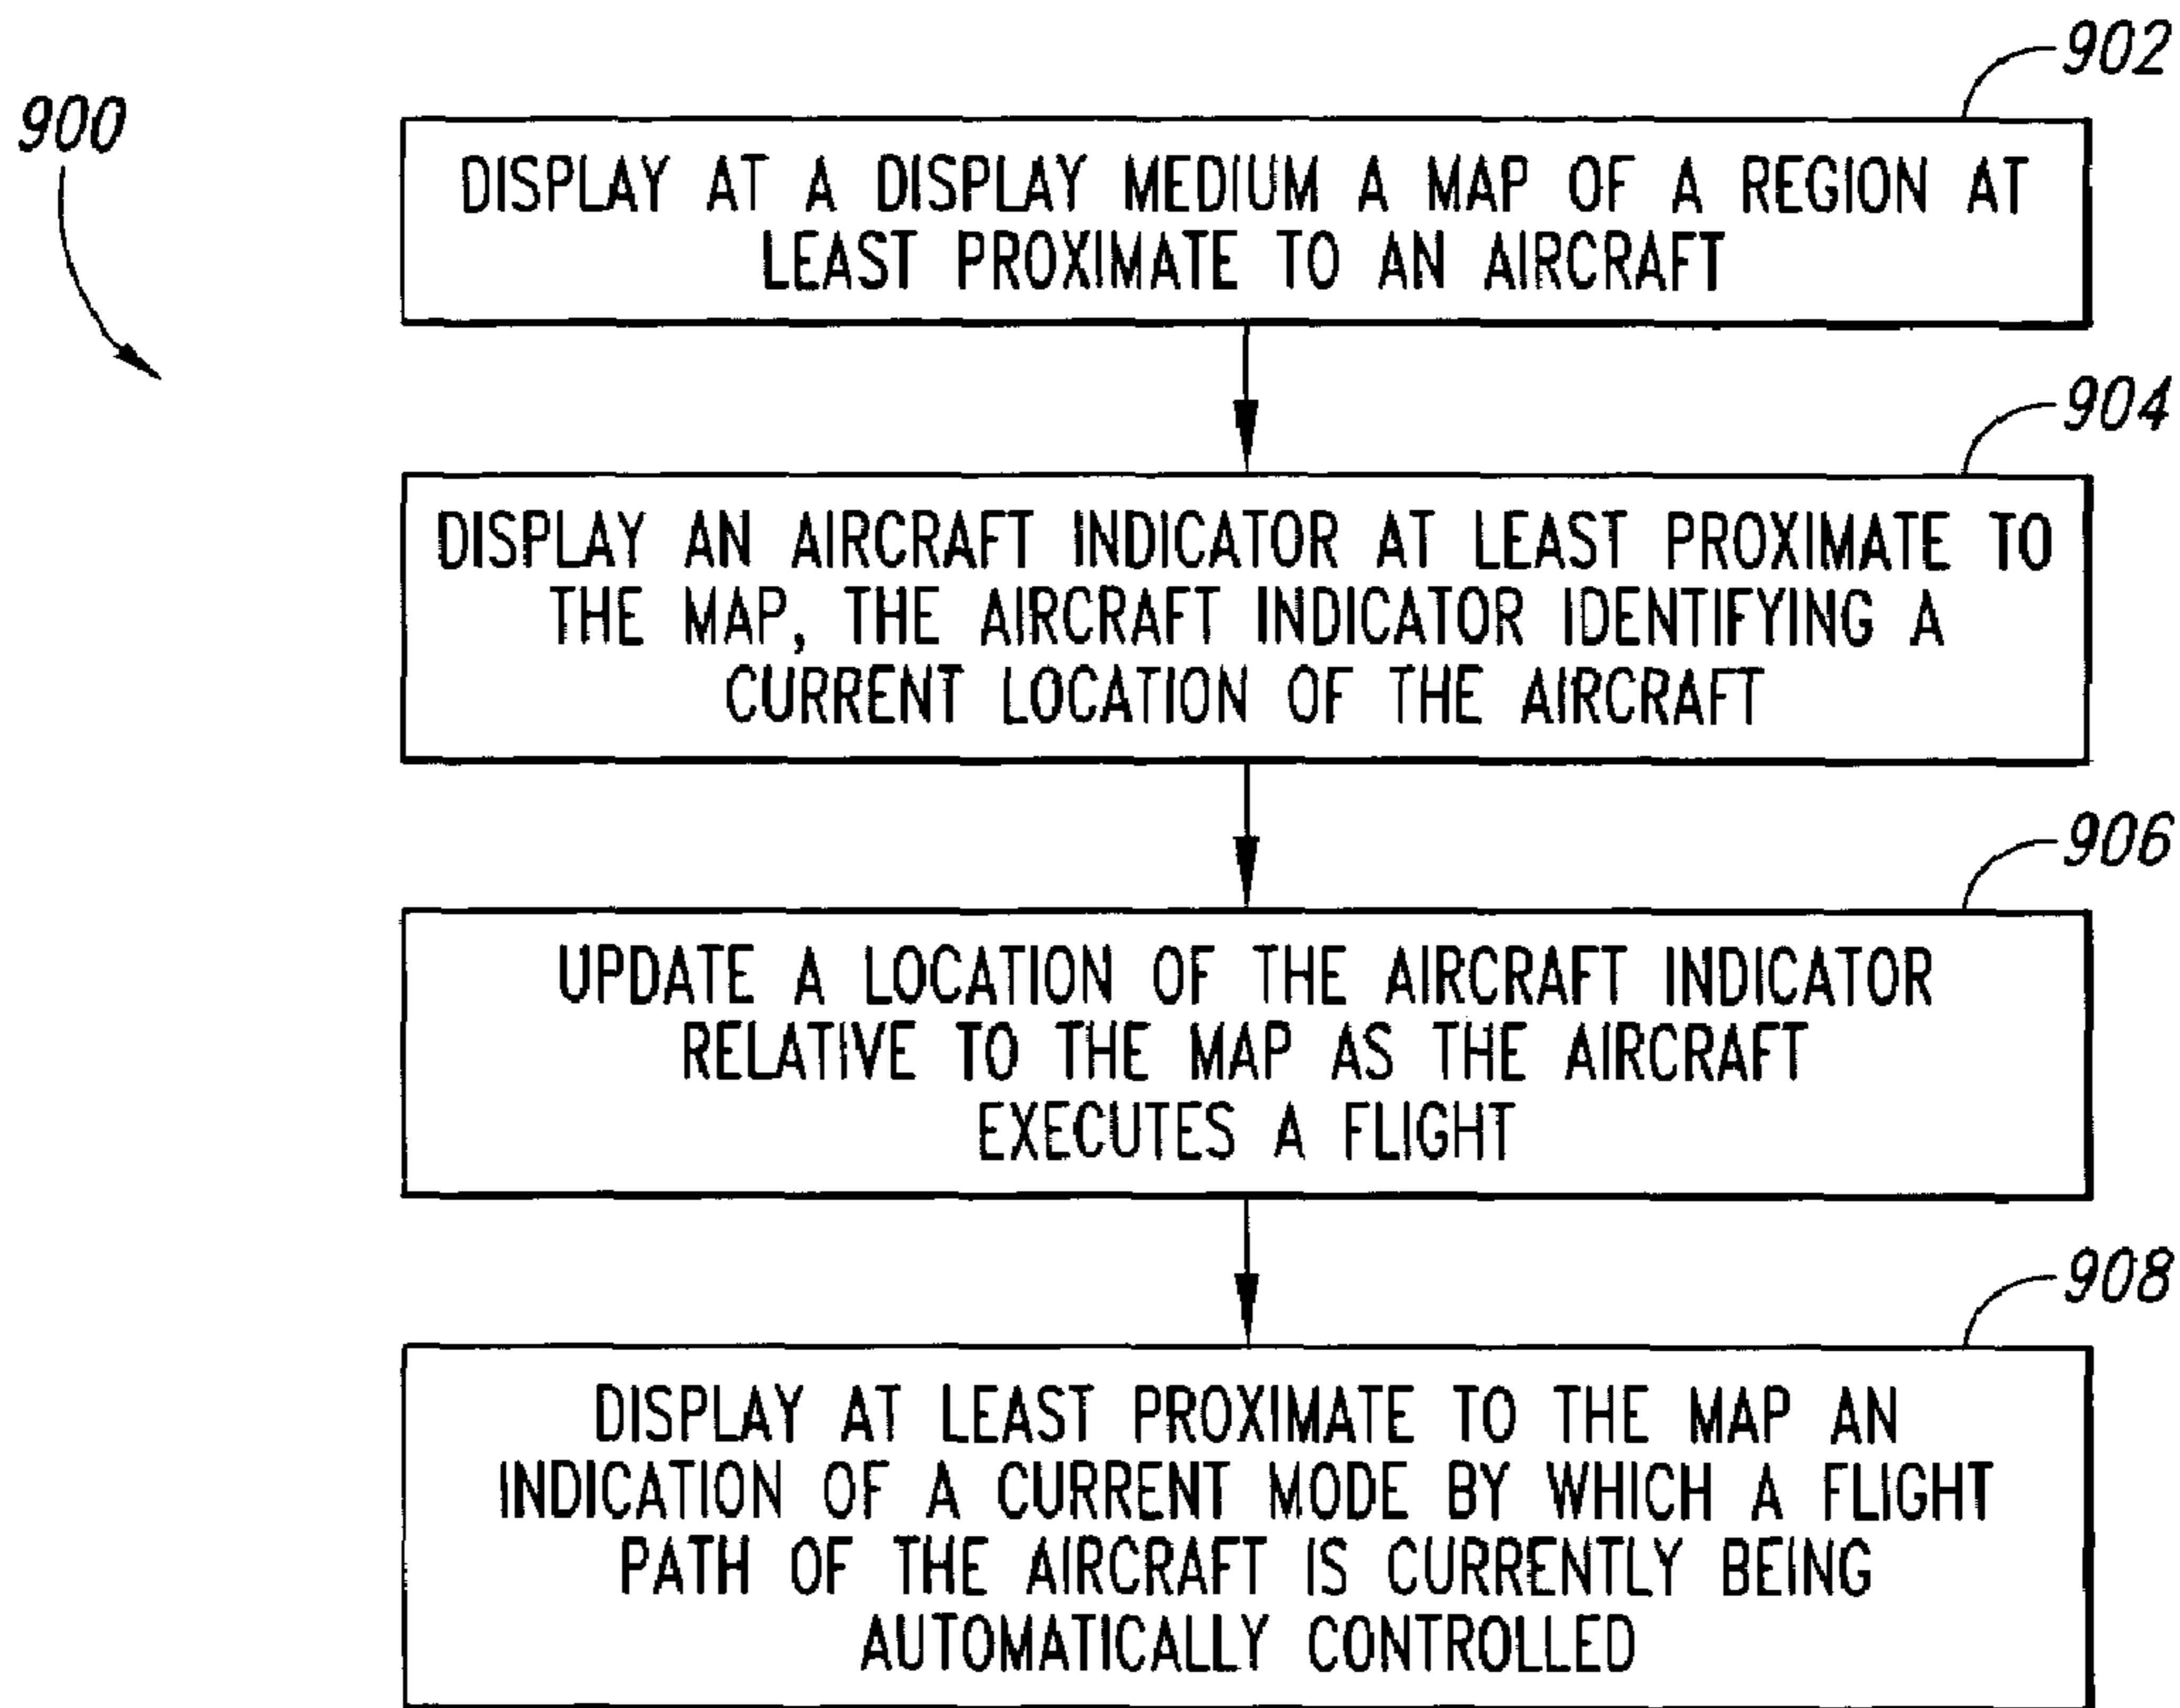 900
902
DISPLAY AT A DISPLAY MEDIUM A MAP OF A REGION AT
LEAST PROXIMATE TO AN AIRCRAFT
904
DISPLAY AN AIRCRAFT INDICATOR AT LEAST PROXIMATE TO
THE MAP, THE AIRCRAFT INDICATOR IDENTIFYING A
CURRENT LOCATION OF THE AIRCRAFT
906
UPDATE A LOCATION OF THE AIRCRAFT INDICATOR
RELATIVE TO THE MAP AS THE AIRCRAFT
EXECUTES A FLIGHT
908
DISPLAY AT LEAST PROXIMATE TO THE MAP AN
INDICATION OF A CURRENT MODE BY WHICH A FLIGHT
PATH OF THE AIRCRAFT IS CURRENTLY BEING
AUTOMATICALLY CONTROLLED